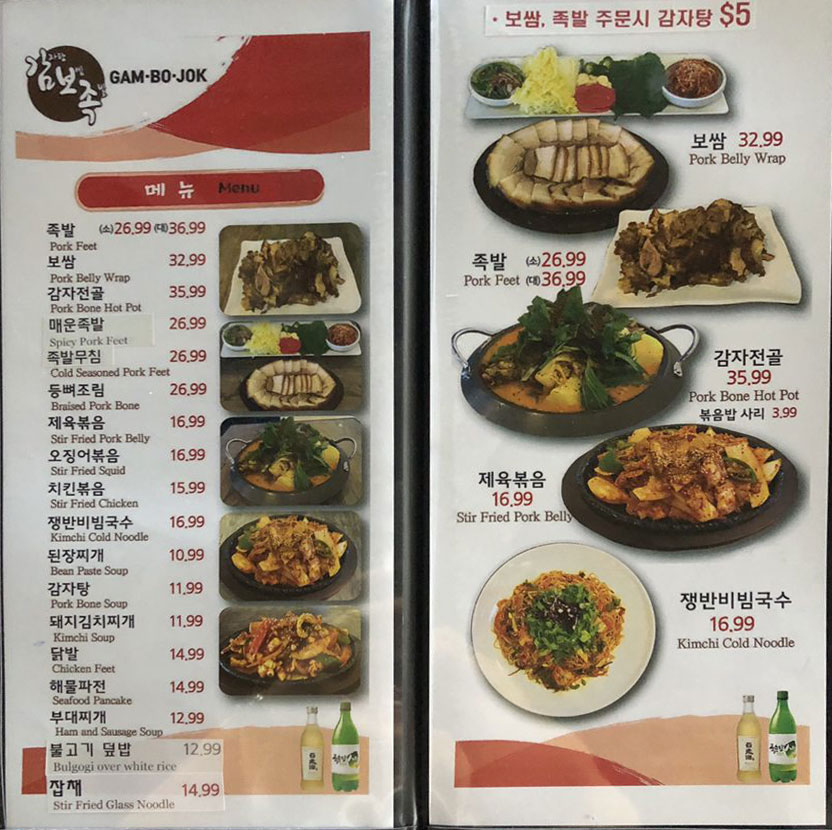 감자탕
보쌈
족발
GAM·BO·JOK
메뉴 Menu
족발 (소)26.99 (대)36.99
Pork Feet
보쌈 32.99
Pork Belly Wrap
감자전골 35.99
Pork Bone Hot Pot
매운족발 26.99
Spicy Pork Feet
족발무침 26.99
Cold Seasoned Pork Feet
등뼈조림 26.99
Braised Pork Bone
제육볶음 16.99
Stir Fried Pork Belly
오징어볶음 16.99
Stir Fried Squid
치킨볶음 15.99
Stir Fried Chicken
쟁반비빔국수 16.99
Kimchi Cold Noodle
된장찌개 10.99
Bean Paste Soup
감자탕 11.99
Pork Bone Soup
돼지김치찌개 11.99
Kimchi Soup
닭발 14.99
Chicken Feet
해물파전 14.99
Seafood Pancake
부대찌개 12.99
Ham and Sausage Soup
불고기 덮밥 12.99
Bulgogi over white rice
잡채 14.99
Stir Fried Glass Noodle
· 보쌈, 족발 주문시 감자탕 $5
보쌈 32.99
Pork Belly Wrap
족발 (소)26.99
Pork Feet (대)36.99
감자전골
35.99
Pork Bone Hot Pot
볶음밥 사리 3.99
제육볶음
16.99
Stir Fried Pork Belly
쟁반비빔국수
16.99
Kimchi Cold Noodle